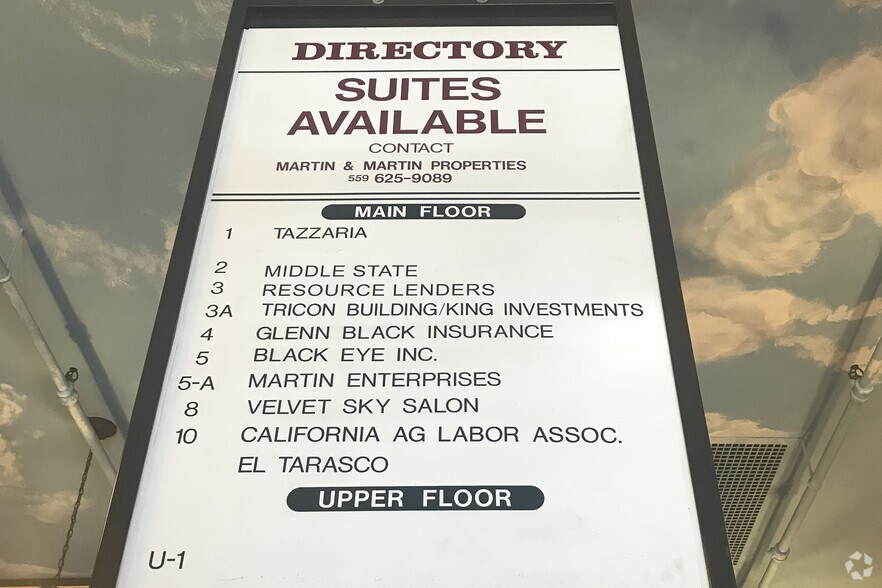 DIRECTORY
SUITES
AVAILABLE
CONTACT
MARTIN & MARTIN PROPERTIES
559 625-9089
MAIN FLOOR
1 TAZZARIA
2 MIDDLE STATE
3 RESOURCE LENDERS
3A TRICON BUILDING/KING INVESTMENTS
4 GLENN BLACK INSURANCE
5 BLACK EYE INC.
5-A MARTIN ENTERPRISES
8 VELVET SKY SALON
10 CALIFORNIA AG LABOR ASSOC.
EL TARASCO
UPPER FLOOR
U-1